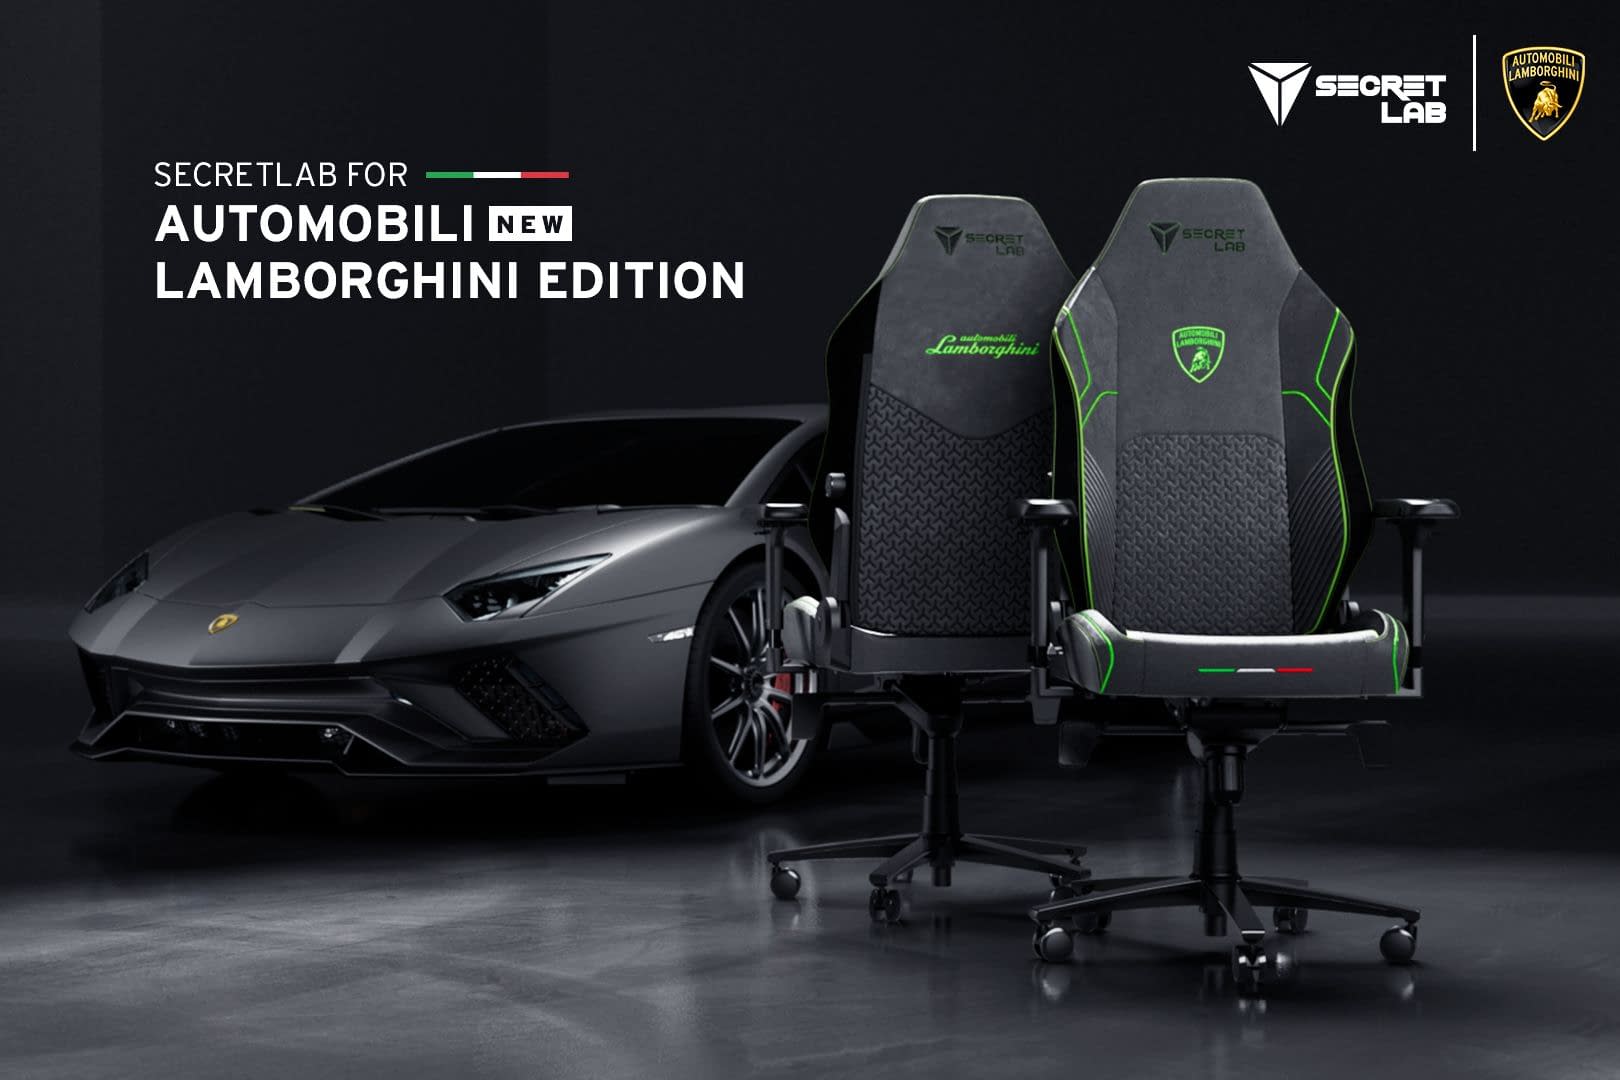 SECRET
LAB
AUTOMOBILI
LAMBORGHINI
SECRETLAB FOR
AUTOMOBILI NEW
LAMBORGHINI EDITION
SECRET
LAB
automobili
Lamborghini
SECRET
LAB
AUTOMOBILI
LAMBORGHINI